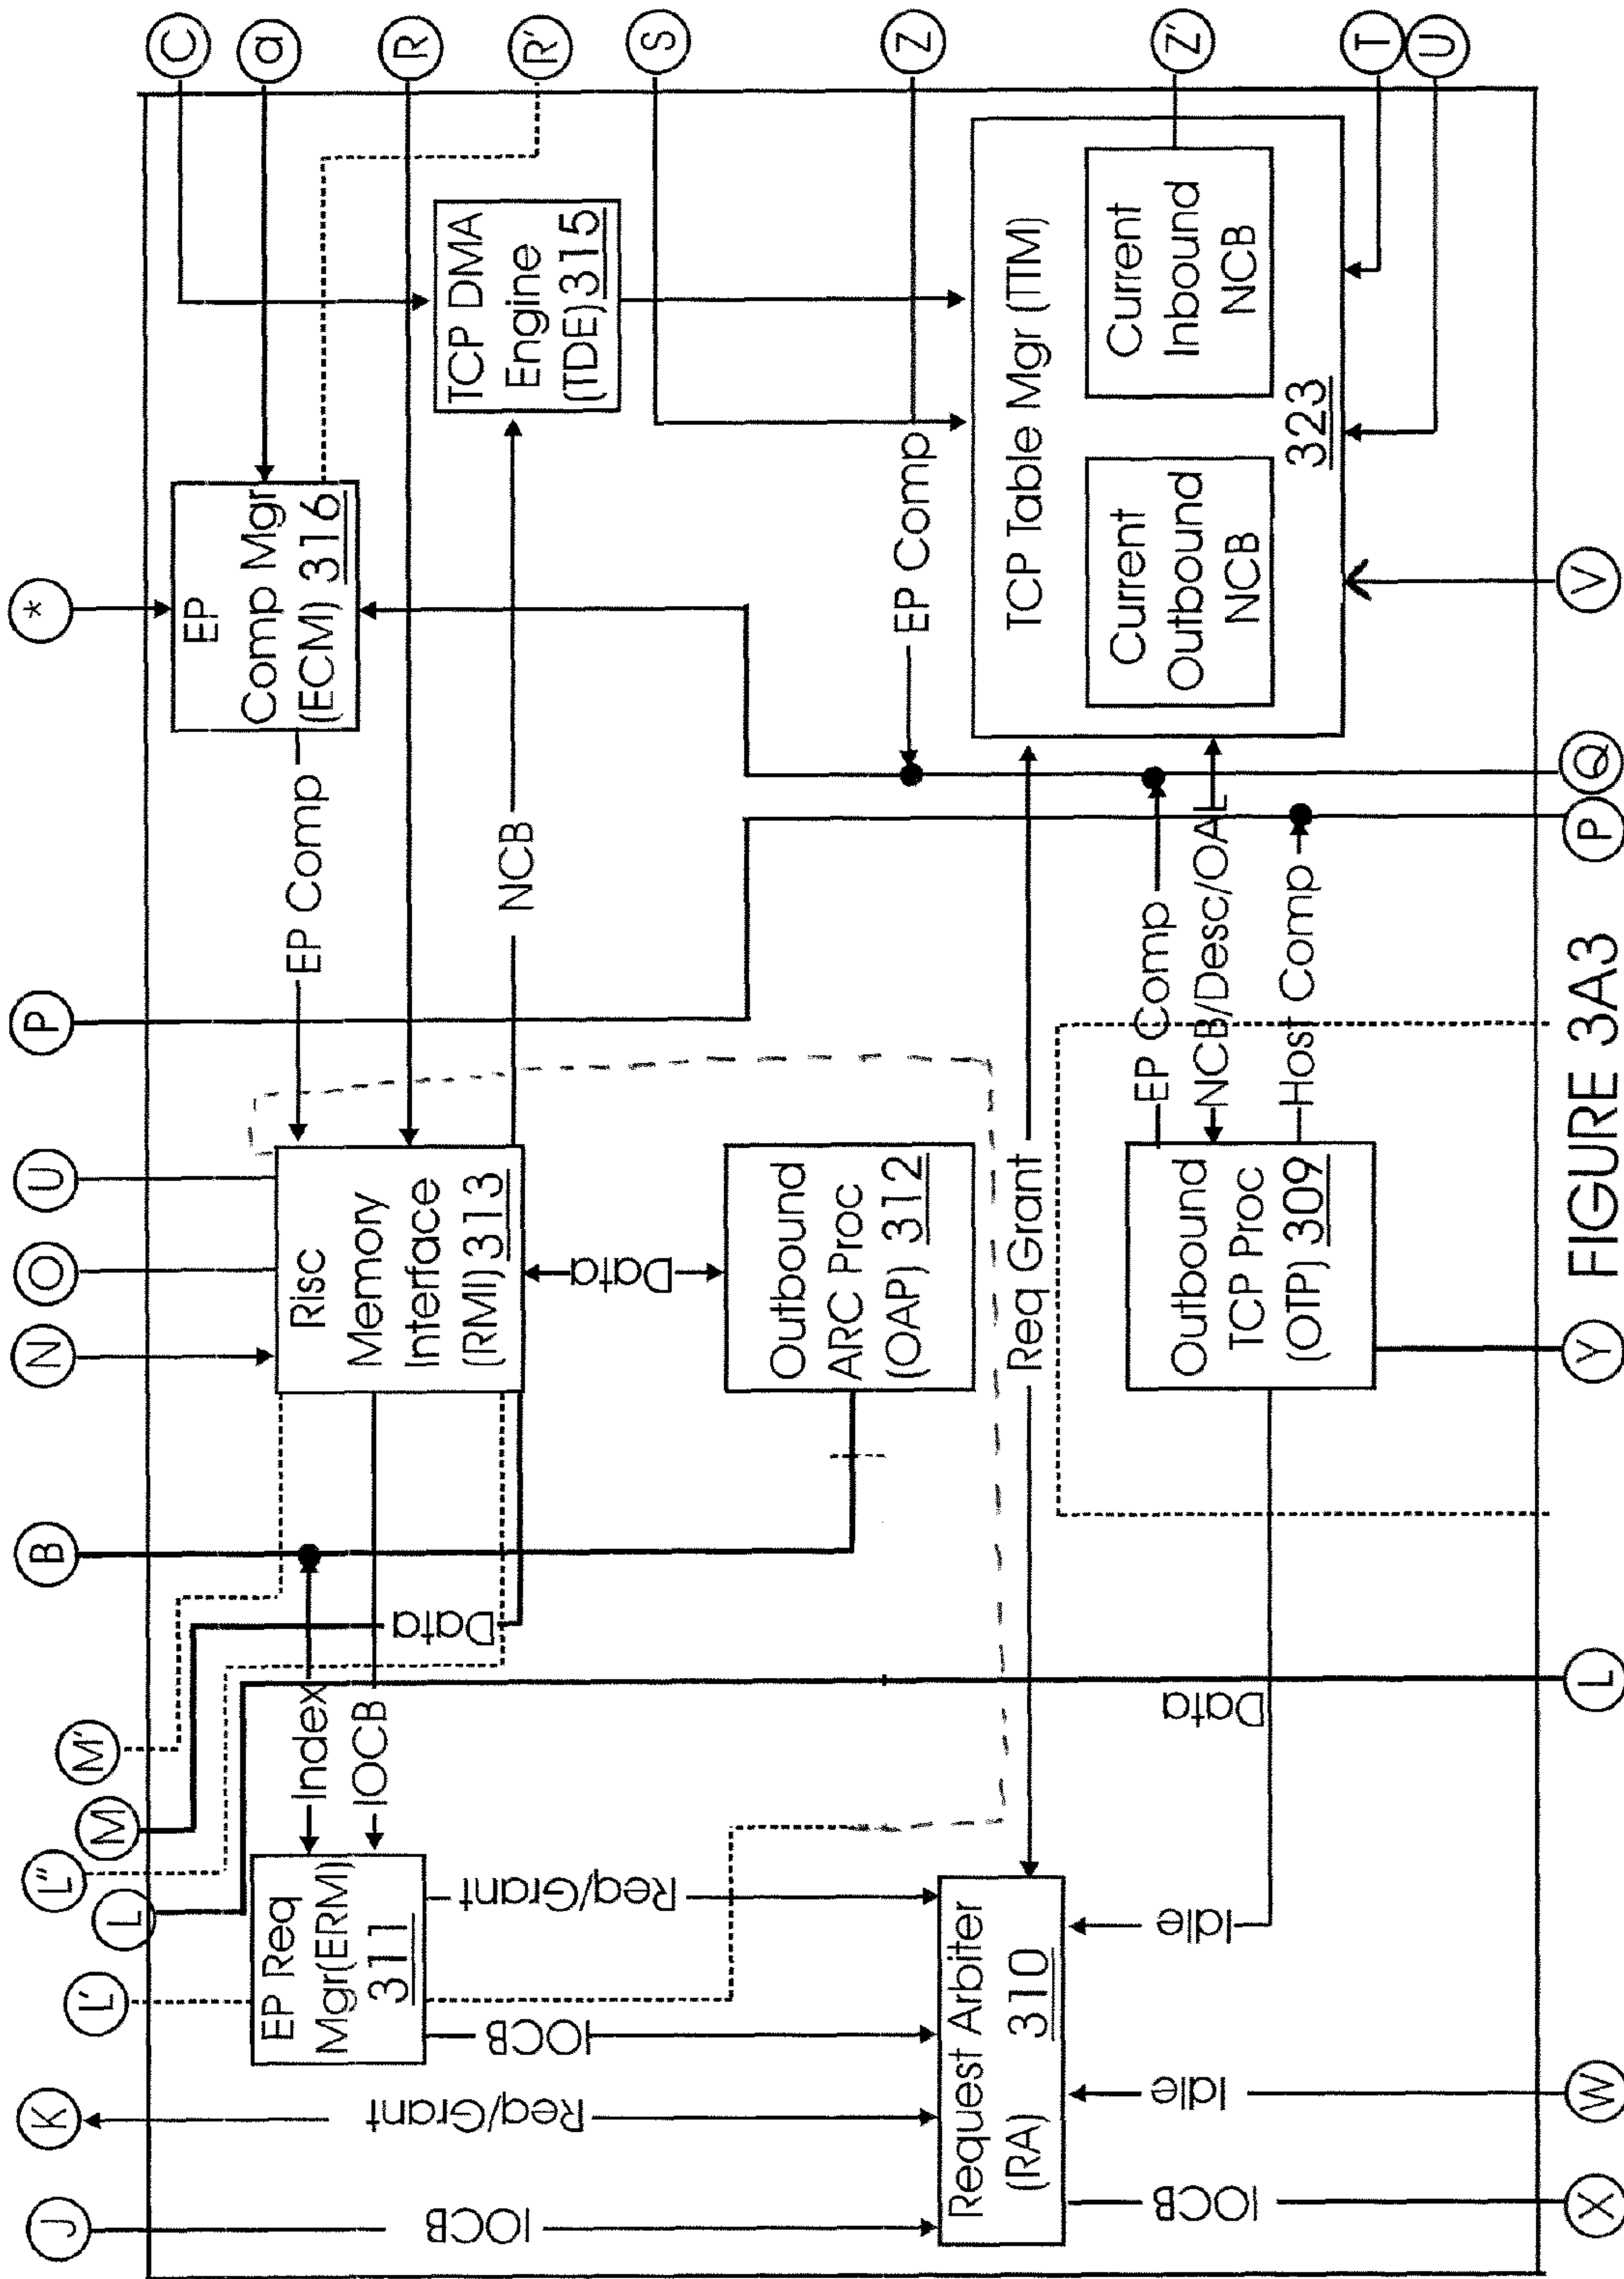 J
K
L'
L
L"
M
M'
B
N
O
U
P
*
C
a
R
R'
S
Z
Z'
T
U
EP Req
Mgr(ERM)
311
Index
IOCB
Data
Risc
Memory
Interface
(RMI) 313
EP Comp
EP
Comp Mgr
(ECM) 316
TCP DMA
Engine
(TDE) 315
NCB
IOCB
Req/Grant
IOCB
Req/Grant
Data
Outbound
ARC Proc
(OAP) 312
EP Comp
Request Arbiter
(RA) 310
Req Grant
TCP Table Mgr (TTM)
Current
Outbound
NCB
Current
Inbound
NCB
323
IOCB
Idle
Idle
Data
Outbound
TCP Proc
(OTP) 309
EP Comp
NCB/Desc/OAL
Host Comp
X
W
L
Y
P
Q
V
FIGURE 3A3